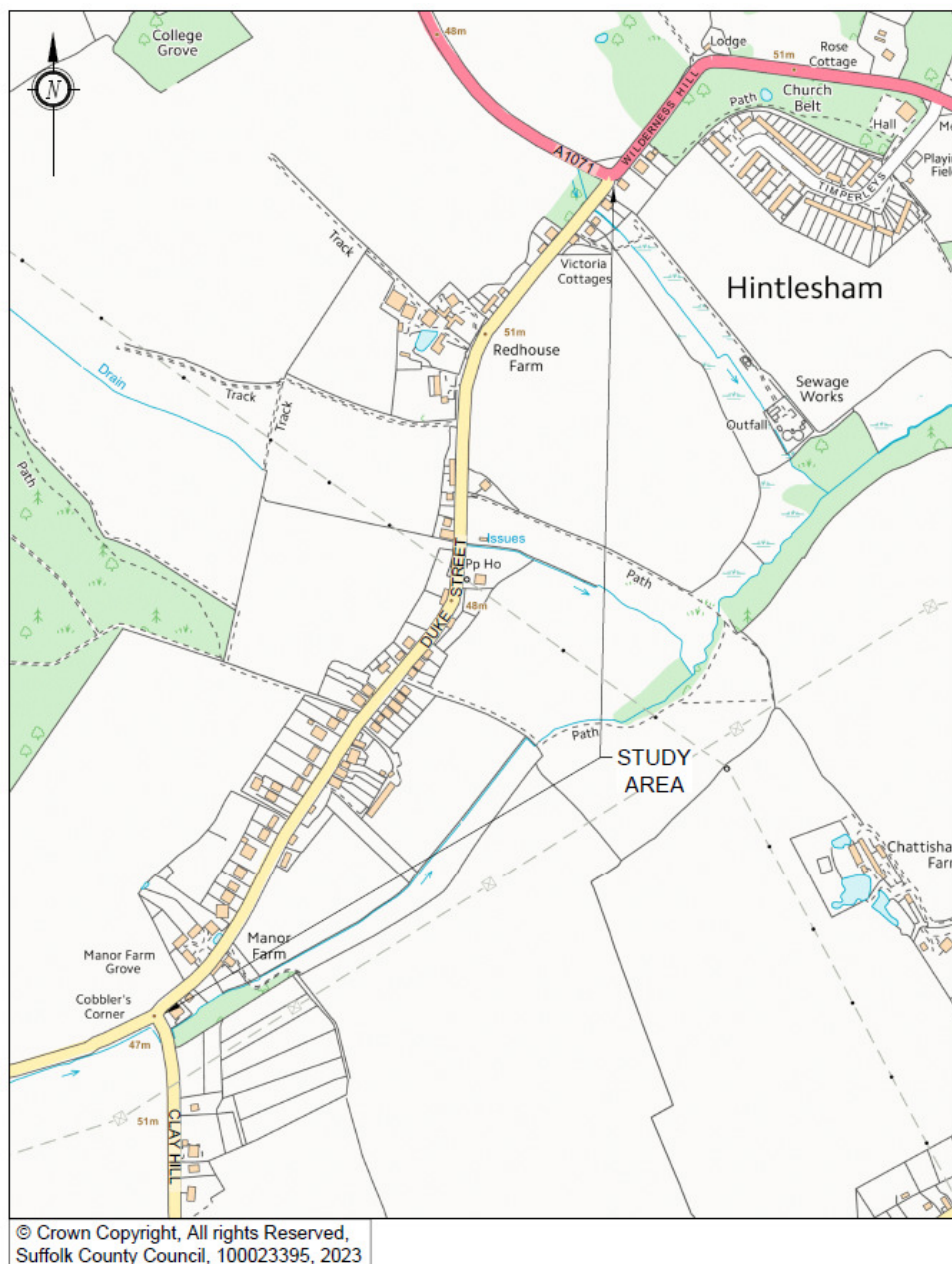 College
Grove
48m
Lodge
51m
Rose
Cottage
N
A1071
WILDERNESS HILL
Path
Church
Belt
Hall
Playi
Fiel
TIMPERLEYS
Track
Victoria
Cottages
Hintlesham
51m
Redhouse
Farm
Drain
Track
Track
Sewage
Works
Outfall
Path
Issues
Pp Ho
Path
DUKE STREET
48m
Path
STUDY
AREA
Chattisha
Farm
Manor
Farm
Manor Farm
Grove
Cobbler's
Corner
47m
51m
CLAY HILL
© Crown Copyright, All rights Reserved,
Suffolk County Council, 100023395, 2023